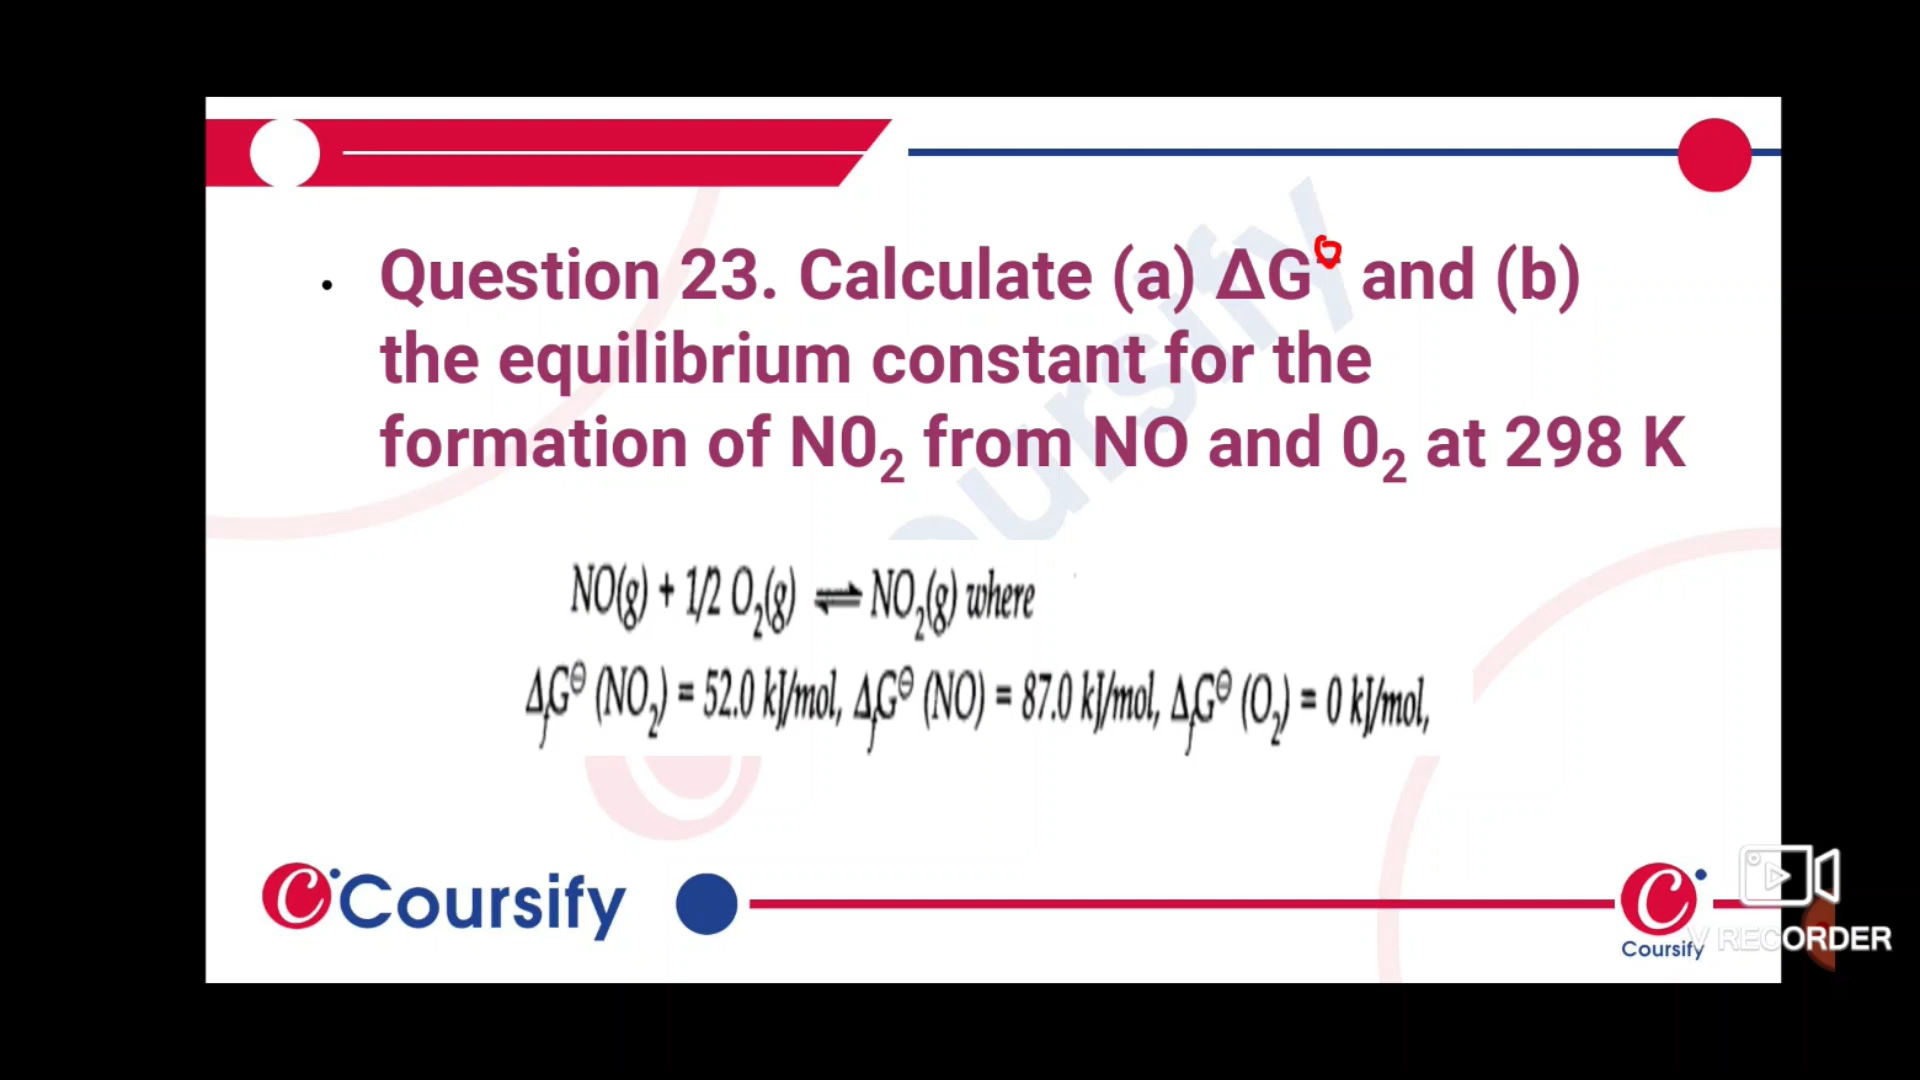 • Question 23. Calculate (a) ΔG⁰ and (b)
the equilibrium constant for the
formation of N0₂ from NO and 0₂ at 298 K
NO(g) + 1/2 O₂(g) ⇌ NO₂(g) where
ΔfG⊖ (NO₂) = 52.0 kJ/mol, ΔfG⊖ (NO) = 87.0 kJ/mol, ΔfG⊖ (O₂) = 0 kJ/mol,
ursify
Coursify
Coursify
V RECORDER